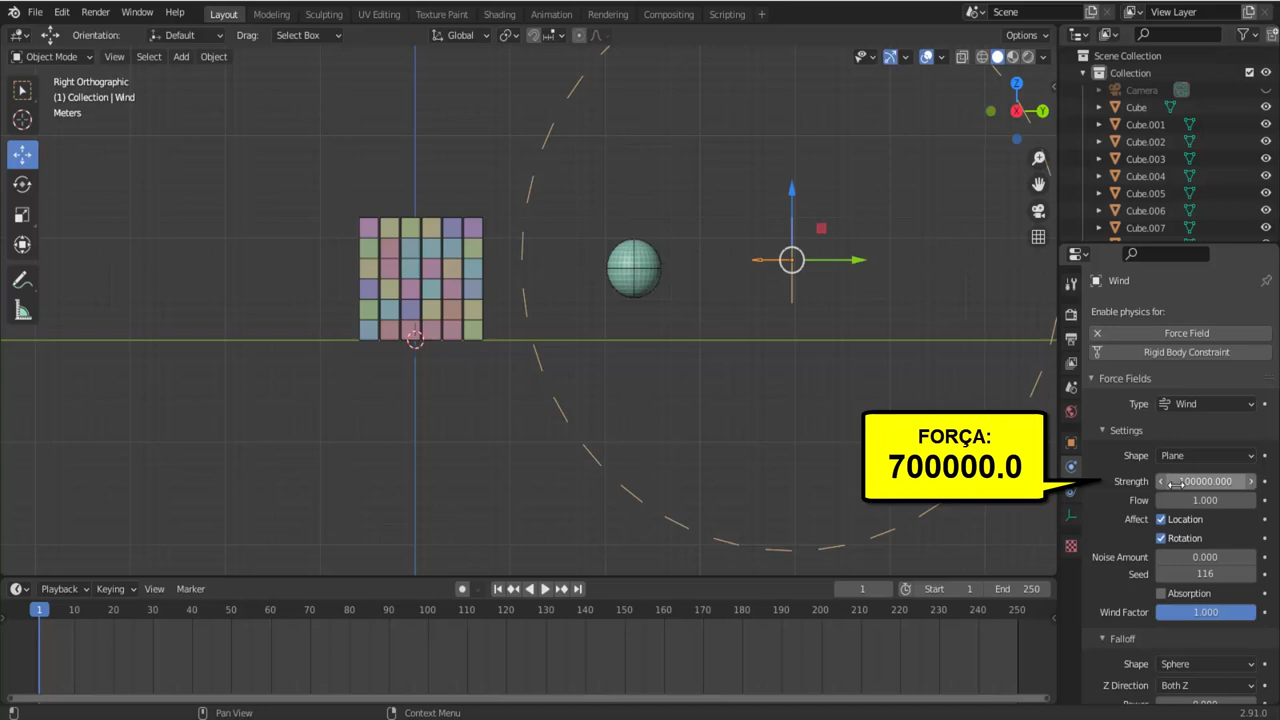 File Edit Render Window Help Layout Modeling Sculpting UV Editing Texture Paint Shading Animation Rendering Compositing Scripting + Scene View Layer
Orientation: Default Drag: Select Box Global Options
Object Mode View Select Add Object
Right Orthographic
(1) Collection | Wind
Meters
Z
X
Y
Scene Collection
Collection
Camera
Cube
Cube.001
Cube.002
Cube.003
Cube.004
Cube.005
Cube.006
Cube.007
Wind
Enable physics for:
Force Field
Rigid Body Constraint
Force Fields
Type Wind
Settings
Shape Plane
FORÇA:
700000.0
Strength
Flow 1.000
Affect Location
Rotation
Noise Amount 0.000
Seed 116
Absorption
Wind Factor 1.000
Falloff
Shape Sphere
Z Direction Both Z
Playback Keying View Marker 1 Start 1 End 250
1 10 20 30 40 50 60 70 80 90 100 110 120 130 140 150 160 170 180 190 200 210 220 230 240 250
Pan View Context Menu 2.91.0